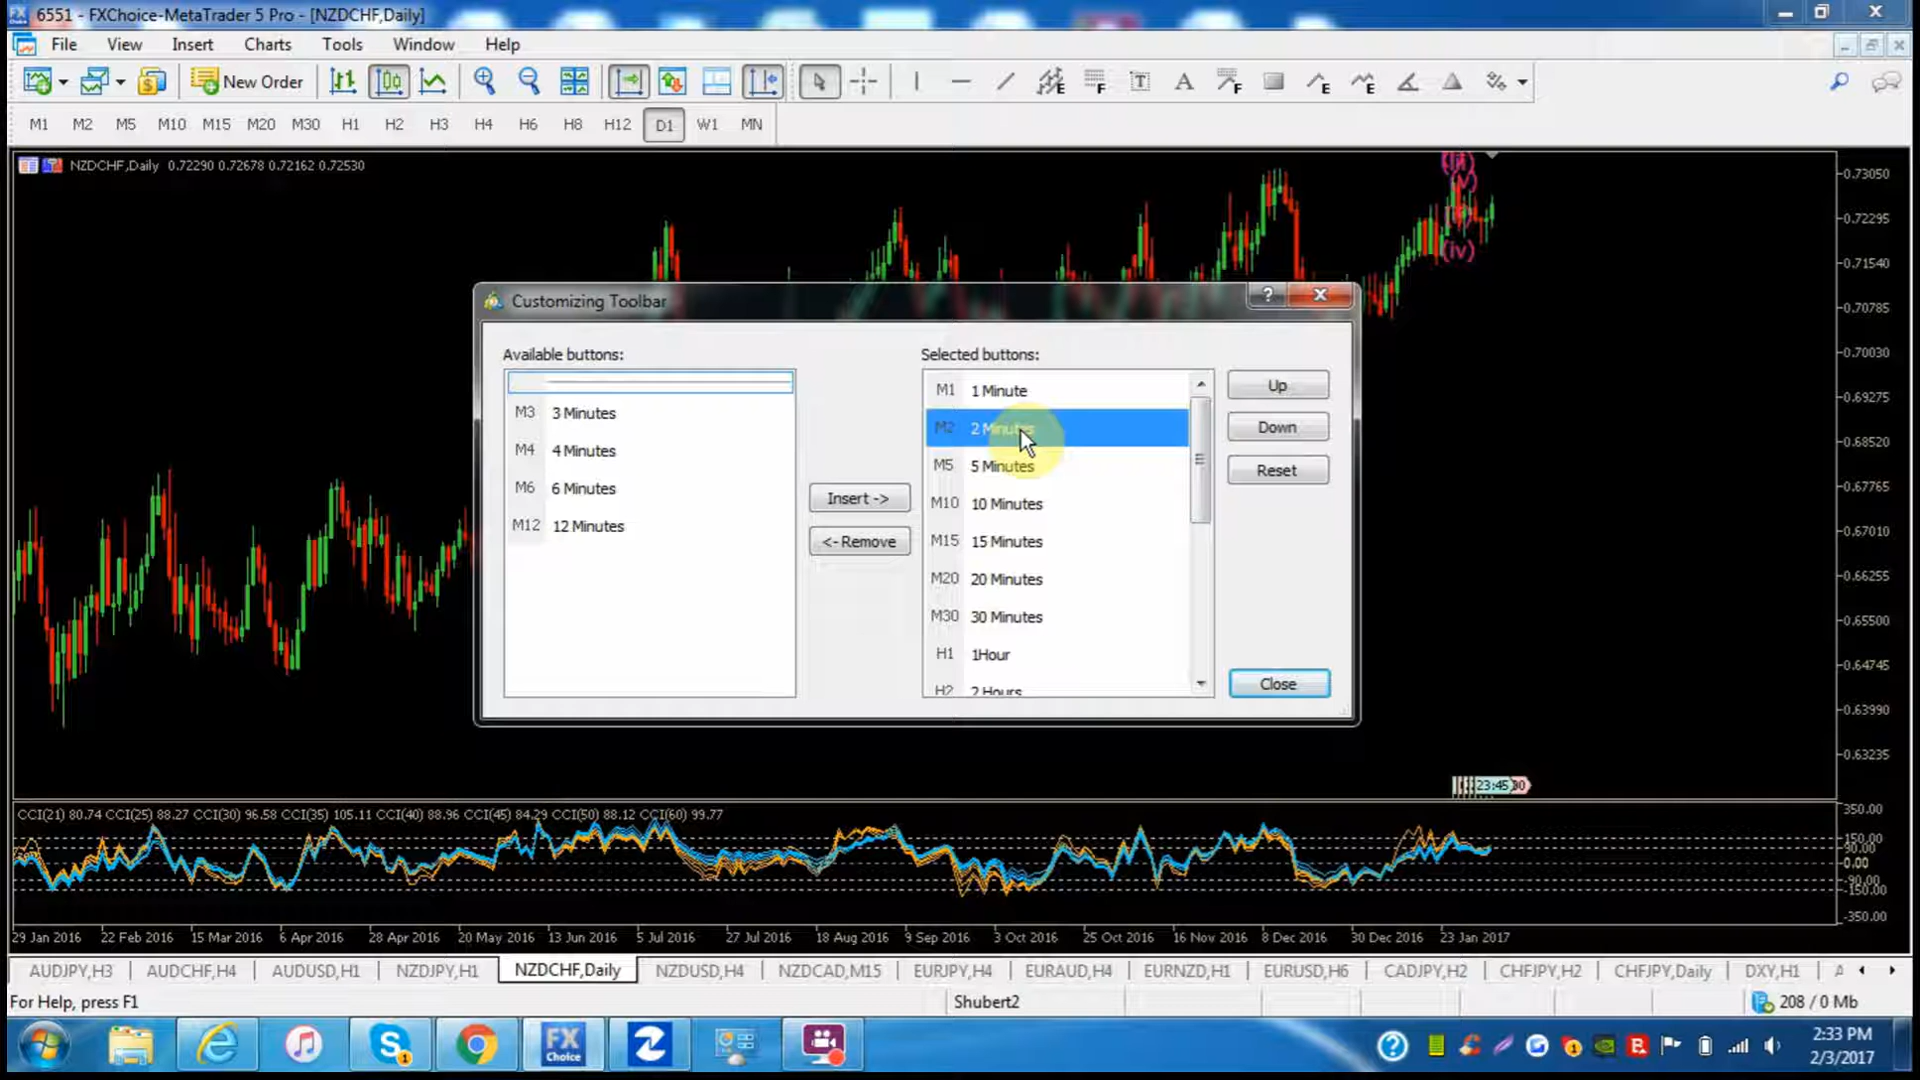 6551 - FXChoice-MetaTrader 5 Pro - [NZDCHF,Daily]
File View Insert Charts Tools Window Help
New Order
M1 M2 M5 M10 M15 M20 M30 H1 H2 H3 H4 H6 H8 H12 D1 W1 MN
NZDCHF,Daily 0.72290 0.72678 0.72162 0.72530
(iv)
0.73050
0.72295
0.71540
0.70785
0.70030
0.69275
0.68520
0.67765
0.67010
0.66255
0.65500
0.64745
0.63990
0.63235
Customizing Toolbar
Available buttons:
M3 3 Minutes
M4 4 Minutes
M6 6 Minutes
M12 12 Minutes
Insert ->
<- Remove
Selected buttons:
M1 1 Minute
M2 2 Minutes
M5 5 Minutes
M10 10 Minutes
M15 15 Minutes
M20 20 Minutes
M30 30 Minutes
H1 1Hour
H2 2 Hours
Up
Down
Reset
Close
23:45
CCI(21) 80.74 CCI(25) 88.27 CCI(30) 96.58 CCI(35) 105.11 CCI(40) 88.96 CCI(45) 84.29 CCI(50) 88.12 CCI(60) 99.77
350.00
150.00
0.00
-150.00
-350.00
29 Jan 2016 22 Feb 2016 15 Mar 2016 6 Apr 2016 28 Apr 2016 20 May 2016 13 Jun 2016 5 Jul 2016 27 Jul 2016 18 Aug 2016 9 Sep 2016 3 Oct 2016 25 Oct 2016 16 Nov 2016 8 Dec 2016 30 Dec 2016 23 Jan 2017
AUDJPY,H3 AUDCHF,H4 AUDUSD,H1 NZDJPY,H1 NZDCHF,Daily NZDUSD,H4 NZDCAD,M15 EURJPY,H4 EURAUD,H4 EURNZD,H1 EURUSD,H6 CADJPY,H2 CHFJPY,H2 CHFJPY,Daily DXY,H1
For Help, press F1
Shubert2
208 / 0 Mb
FX
Choice
2:33 PM
2/3/2017